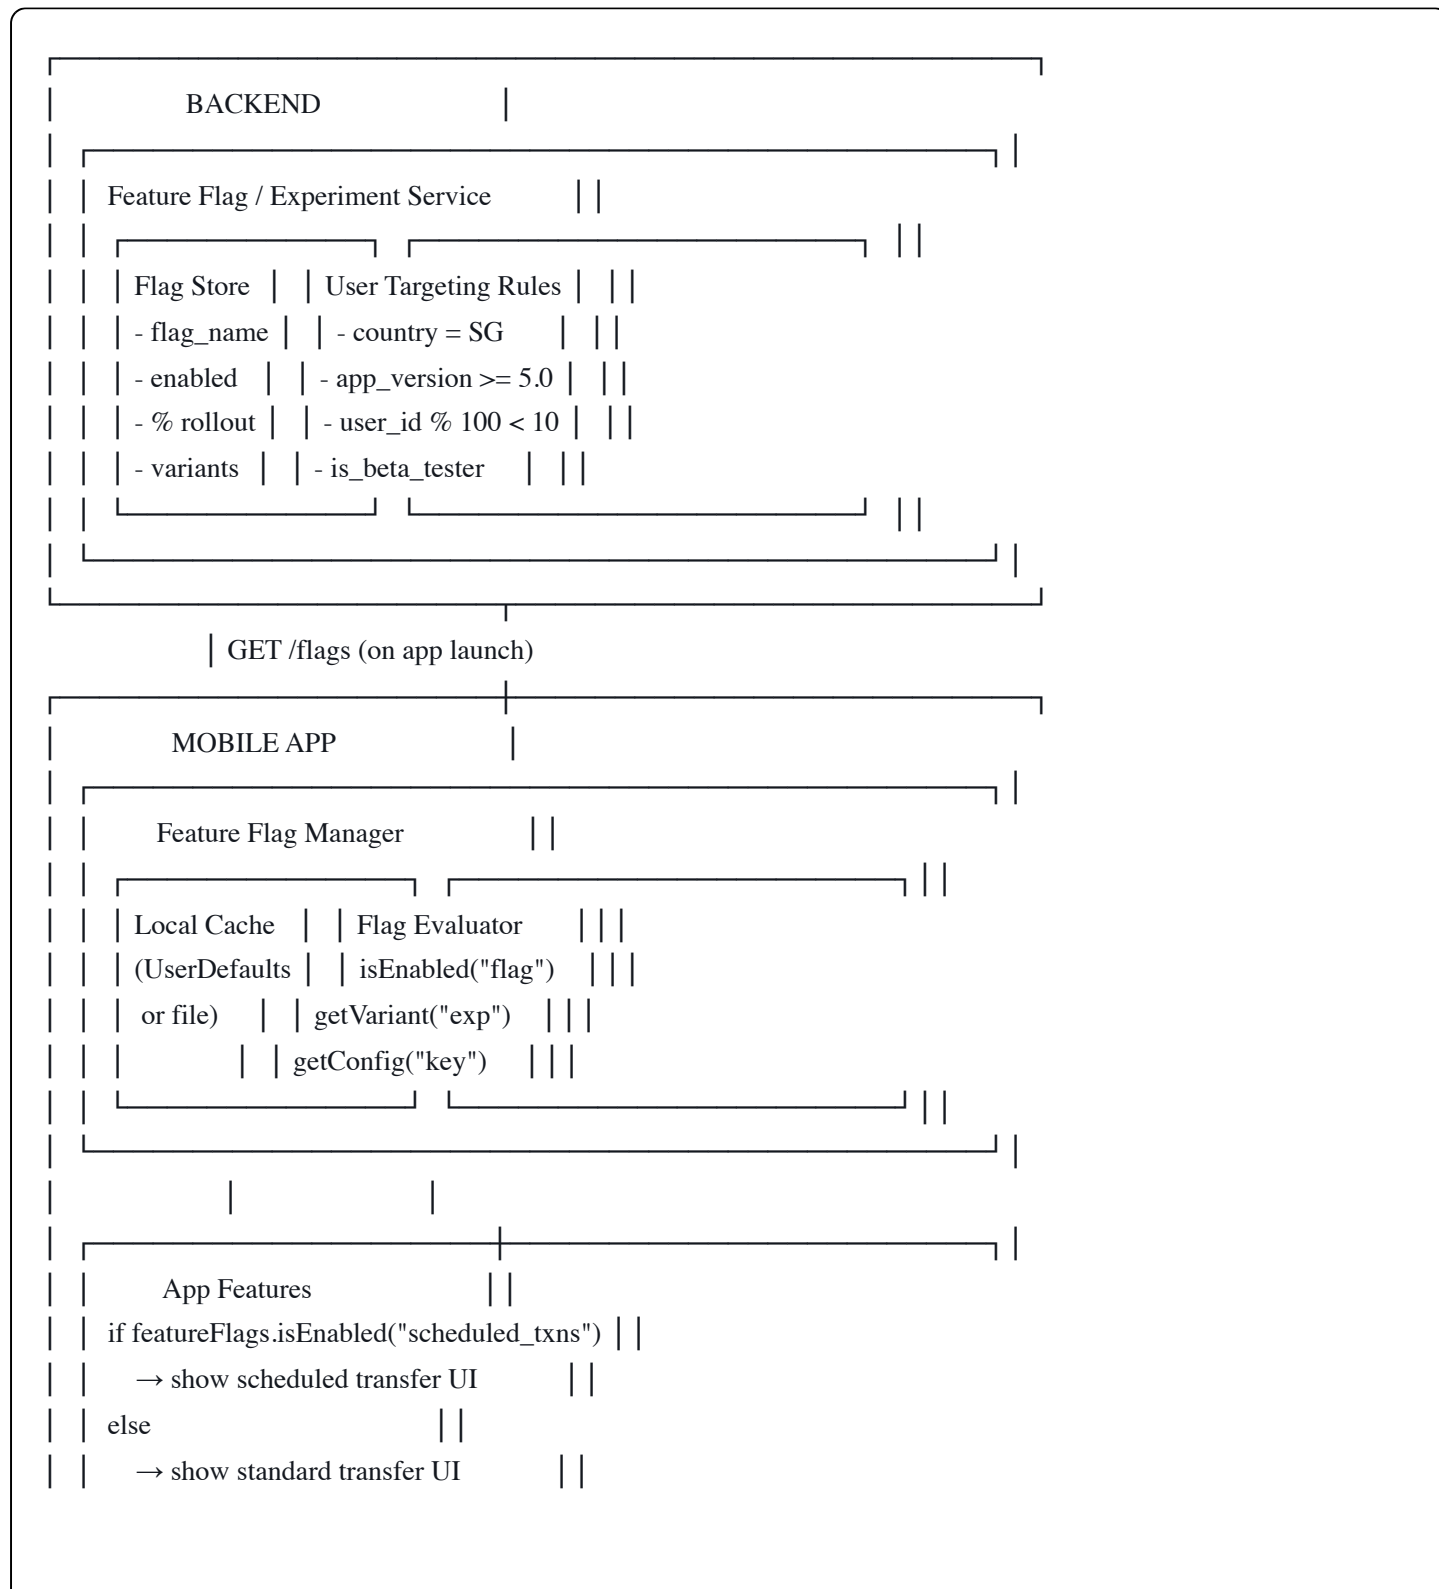 BACKEND
Feature Flag / Experiment Service
Flag Store User Targeting Rules
- flag_name - country = SG
- enabled - app_version >= 5.0
- % rollout - user_id % 100 < 10
- variants - is_beta_tester
GET /flags (on app launch)
MOBILE APP
Feature Flag Manager
Local Cache Flag Evaluator
(UserDefaults isEnabled("flag")
or file) getVariant("exp")
getConfig("key")
App Features
if featureFlags.isEnabled("scheduled_txns")
→ show scheduled transfer UI
else
→ show standard transfer UI